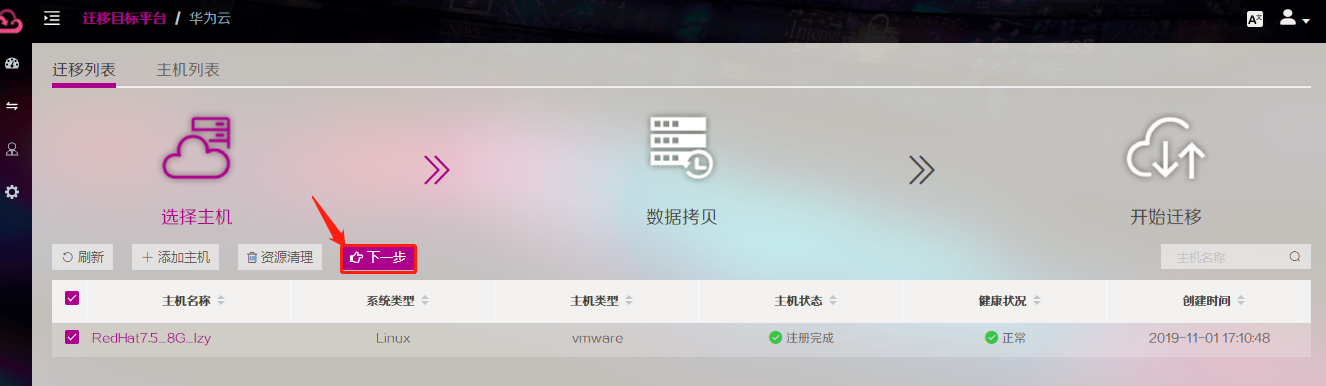 迁移目标平台 / 华为云
迁移列表 主机列表
选择主机 数据拷贝 开始迁移
刷新 添加主机 资源清理 下一步 主机名称
主机名称 系统类型 主机类型 主机状态 健康状况 创建时间
RedHat7.5_8G_lzy Linux vmware 注册完成 正常 2019-11-01 17:10:48